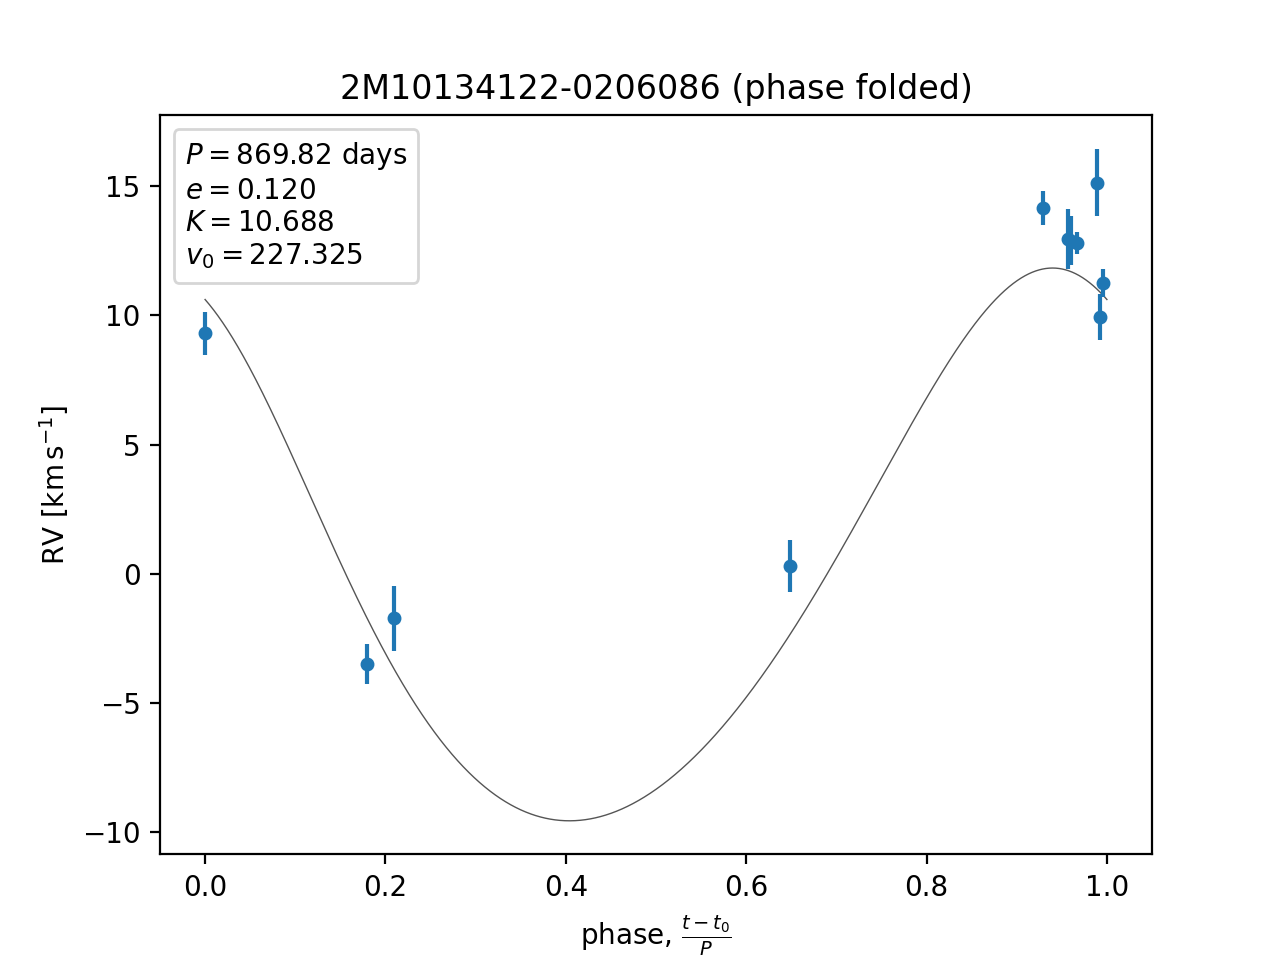 2M10134122-0206086 (phase folded)
P = 869.82 days
e = 0.120
K = 10.688
v₀ = 227.325
15
10
5
0
−5
−10
RV [km s⁻¹]
0.0 0.2 0.4 0.6 0.8 1.0
phase, (t − t₀)/P